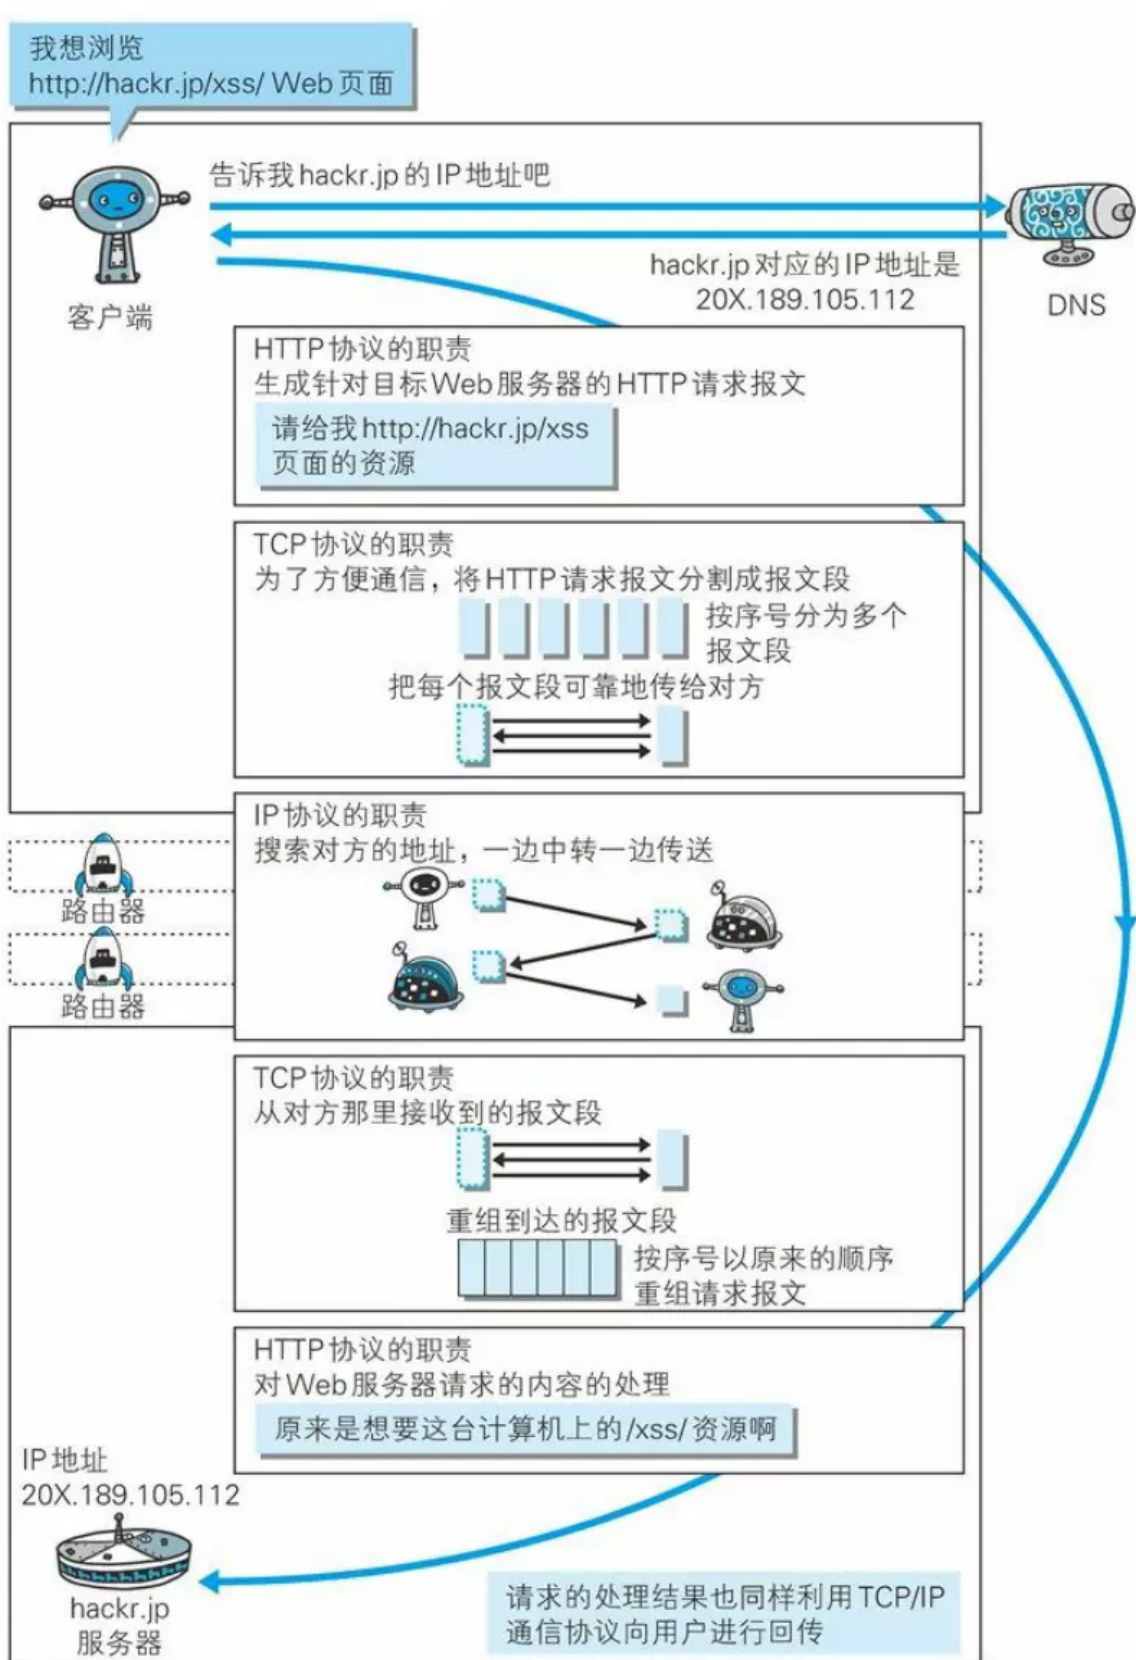 我想浏览
http://hackr.jp/xss/ Web 页面
告诉我hackr.jp的IP地址吧
hackr.jp对应的IP地址是
20X.189.105.112
客户端
DNS
HTTP协议的职责
生成针对目标Web服务器的HTTP请求报文
请给我http://hackr.jp/xss
页面的资源
TCP协议的职责
为了方便通信，将HTTP请求报文分割成报文段
按序号分为多个
报文段
把每个报文段可靠地传给对方
IP协议的职责
搜索对方的地址，一边中转一边传送
路由器
路由器
TCP协议的职责
从对方那里接收到的报文段
重组到达的报文段
按序号以原来的顺序
重组请求报文
HTTP协议的职责
对Web服务器请求的内容的处理
原来是想要这台计算机上的/xss/资源啊
IP地址
20X.189.105.112
hackr.jp
服务器
请求的处理结果也同样利用TCP/IP
通信协议向用户进行回传